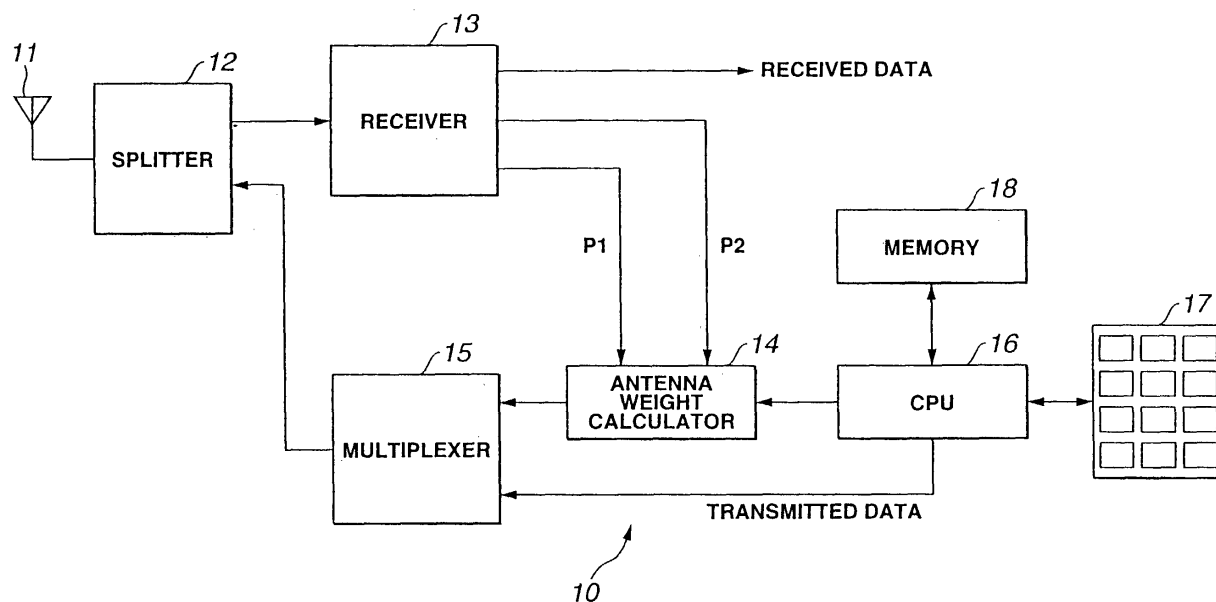 11
12
13
SPLITTER
RECEIVER
RECEIVED DATA
P1
P2
18
MEMORY
17
15
14
16
MULTIPLEXER
ANTENNA
WEIGHT
CALCULATOR
CPU
TRANSMITTED DATA
10